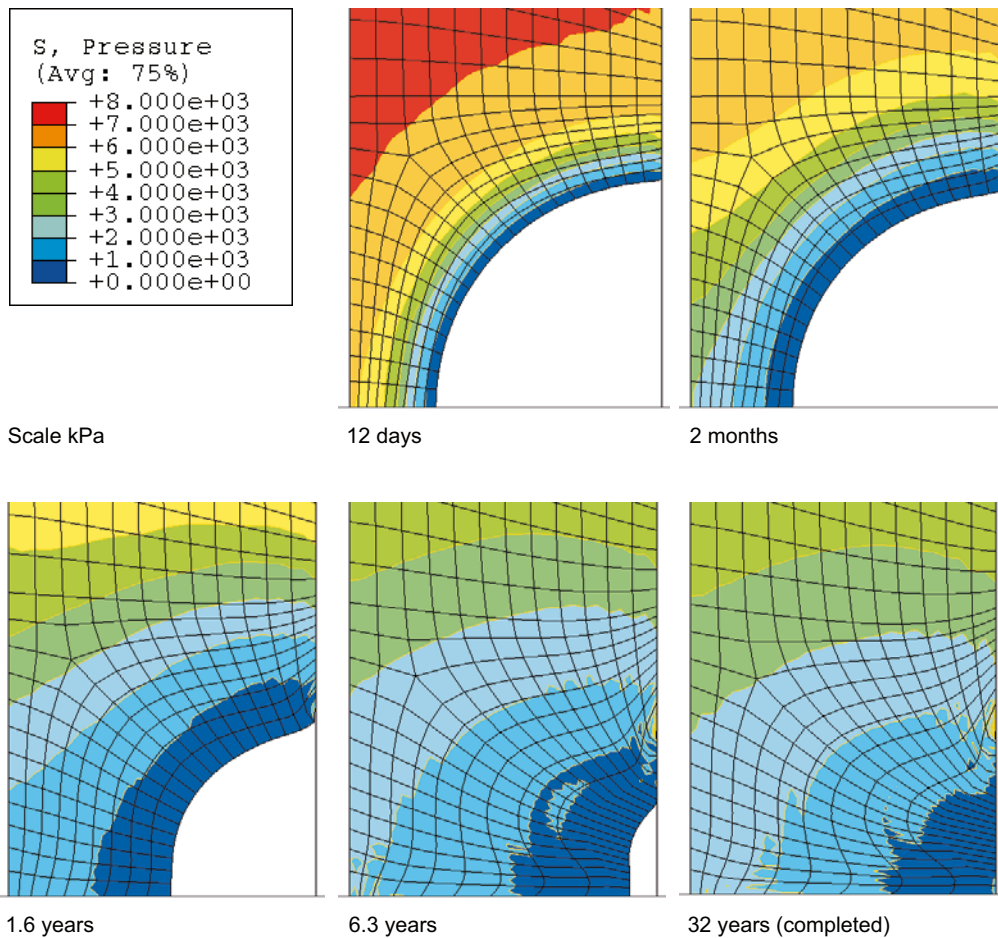 S, Pressure
(Avg: 75%)
+8.000e+03
+7.000e+03
+6.000e+03
+5.000e+03
+4.000e+03
+3.000e+03
+2.000e+03
+1.000e+03
+0.000e+00
Scale kPa
12 days
2 months
1.6 years
6.3 years
32 years (completed)